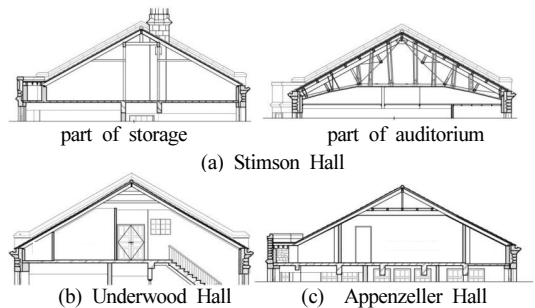 part of storage part of auditorium
(a) Stimson Hall
(b) Underwood Hall (c) Appenzeller Hall